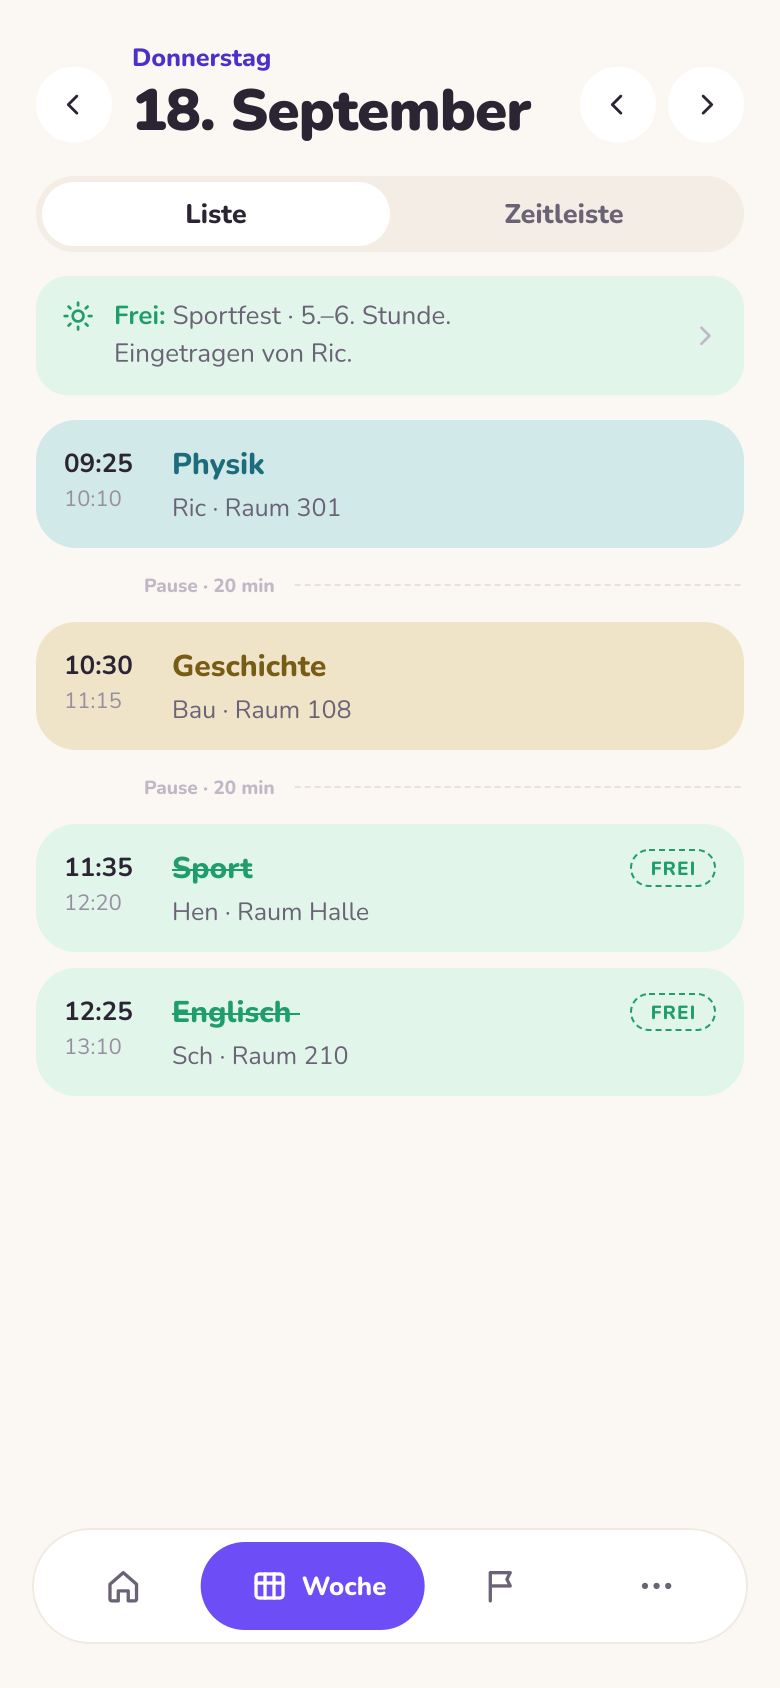 Donnerstag
18. September
Liste
Zeitleiste
Frei: Sportfest · 5.–6. Stunde.
Eingetragen von Ric.
09:25
Physik
10:10
Ric · Raum 301
Pause · 20 min
10:30
Geschichte
11:15
Bau · Raum 108
Pause · 20 min
11:35
Sport
FREI
12:20
Hen · Raum Halle
12:25
Englisch
FREI
13:10
Sch · Raum 210
Woche